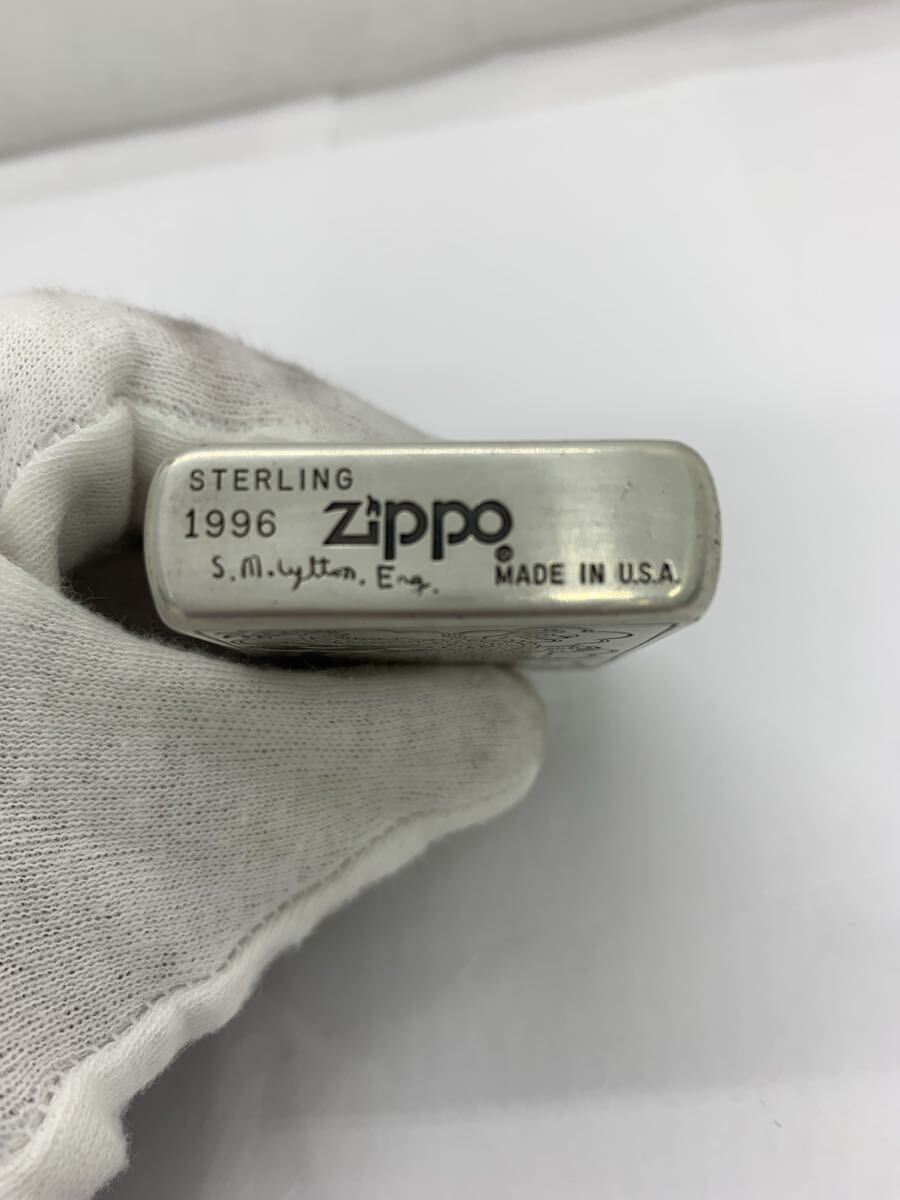 STERLING
1996 Zippo®
S.M. Lytton. Eng.
MADE IN U.S.A.